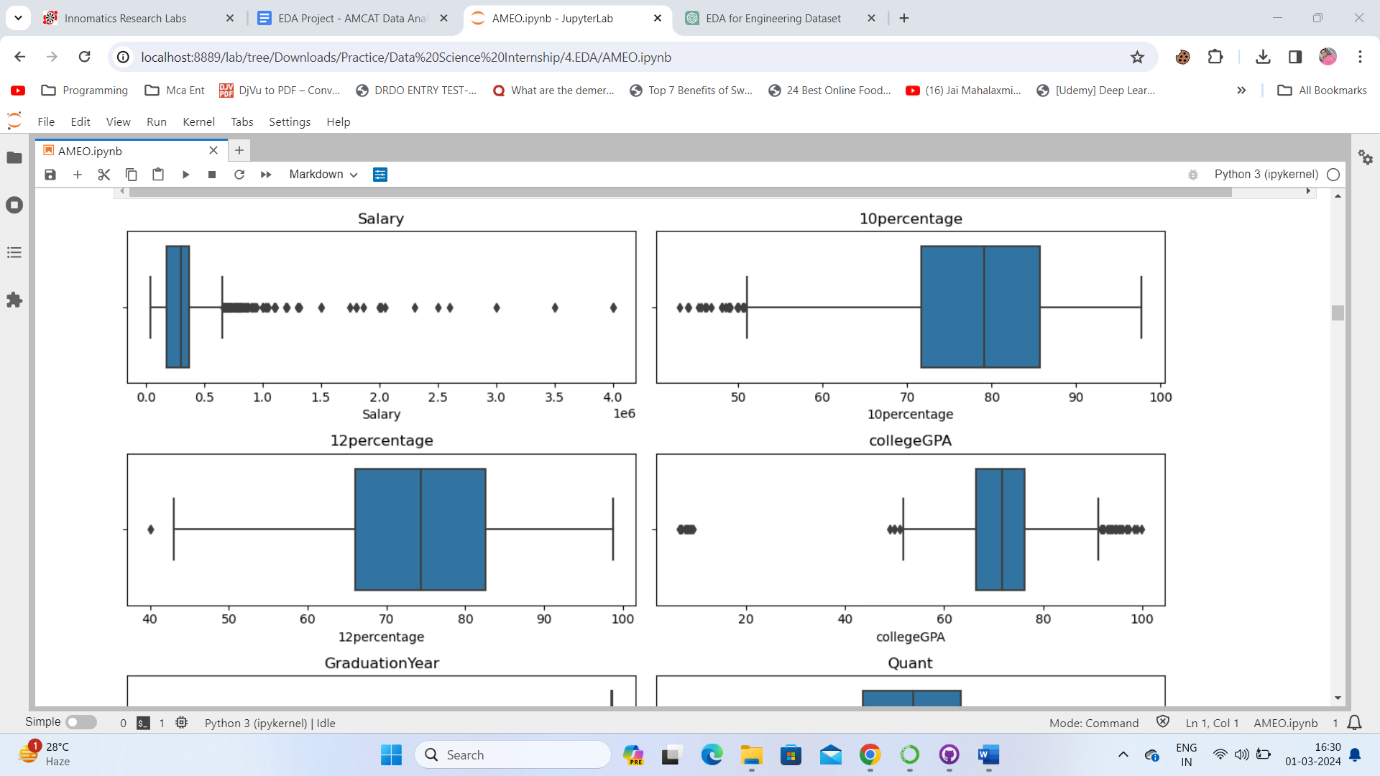 Innomatics Research Labs
EDA Project - AMCAT Data Anal
AMEO.ipynb - JupyterLab
EDA for Engineering Dataset
localhost:8889/lab/tree/Downloads/Practice/Data%20Science%20Internship/4.EDA/AMEO.ipynb
Programming
Mca Ent
DJV PDF
DjVu to PDF – Conv...
DRDO ENTRY TEST-...
What are the demer...
Top 7 Benefits of Sw...
24 Best Online Food...
(16) Jai Mahalaxmi...
[Udemy] Deep Lear...
All Bookmarks
File Edit View Run Kernel Tabs Settings Help
AMEO.ipynb
Markdown
Python 3 (ipykernel)
Salary
0.0 0.5 1.0 1.5 2.0 2.5 3.0 3.5 4.0
1e6
Salary
10percentage
50 60 70 80 90 100
10percentage
12percentage
40 50 60 70 80 90 100
12percentage
collegeGPA
20 40 60 80 100
collegeGPA
GraduationYear
Quant
Simple
0
1
Python 3 (ipykernel) | Idle
Mode: Command
Ln 1, Col 1
AMEO.ipynb
1
1
28°C
Haze
Search
PRE
ENG
IN
16:30
01-03-2024